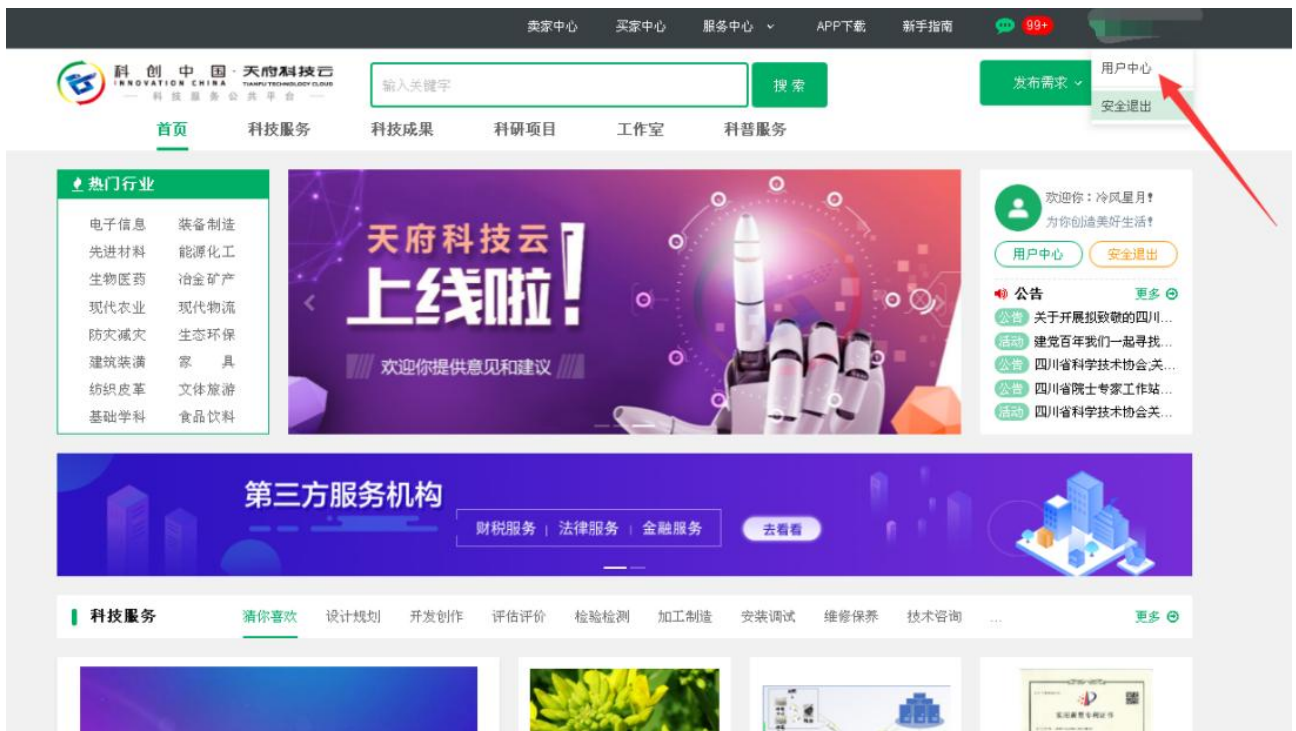 卖家中心 买家中心 服务中心 APP下载 新手指南 99+
用户中心
安全退出
科创中国·天府科技云
INNOVATION CHINA TIANFU TECHNOLOGY CLOUD
科技服务公共平台
输入关键字 搜索 发布需求
首页 科技服务 科技成果 科研项目 工作室 科普服务
热门行业
电子信息 装备制造
先进材料 能源化工
生物医药 冶金矿产
现代农业 现代物流
防灾减灾 生态环保
建筑装潢 家 具
纺织皮革 文体旅游
基础学科 食品饮料
天府科技云
上线啦!
欢迎你提供意见和建议
欢迎你:冷风星月!
为你创造美好生活!
用户中心 安全退出
公告 更多
公告 关于开展拟致敬的四川...
活动 建党百年我们一起寻找...
公告 四川省科学技术协会关...
公告 四川省院士专家工作站...
活动 四川省科学技术协会关...
第三方服务机构
财税服务 | 法律服务 | 金融服务 去看看
科技服务 猜你喜欢 设计规划 开发创作 评估评价 检验检测 加工制造 安装调试 维修保养 技术咨询 ... 更多
实用新型专利证书